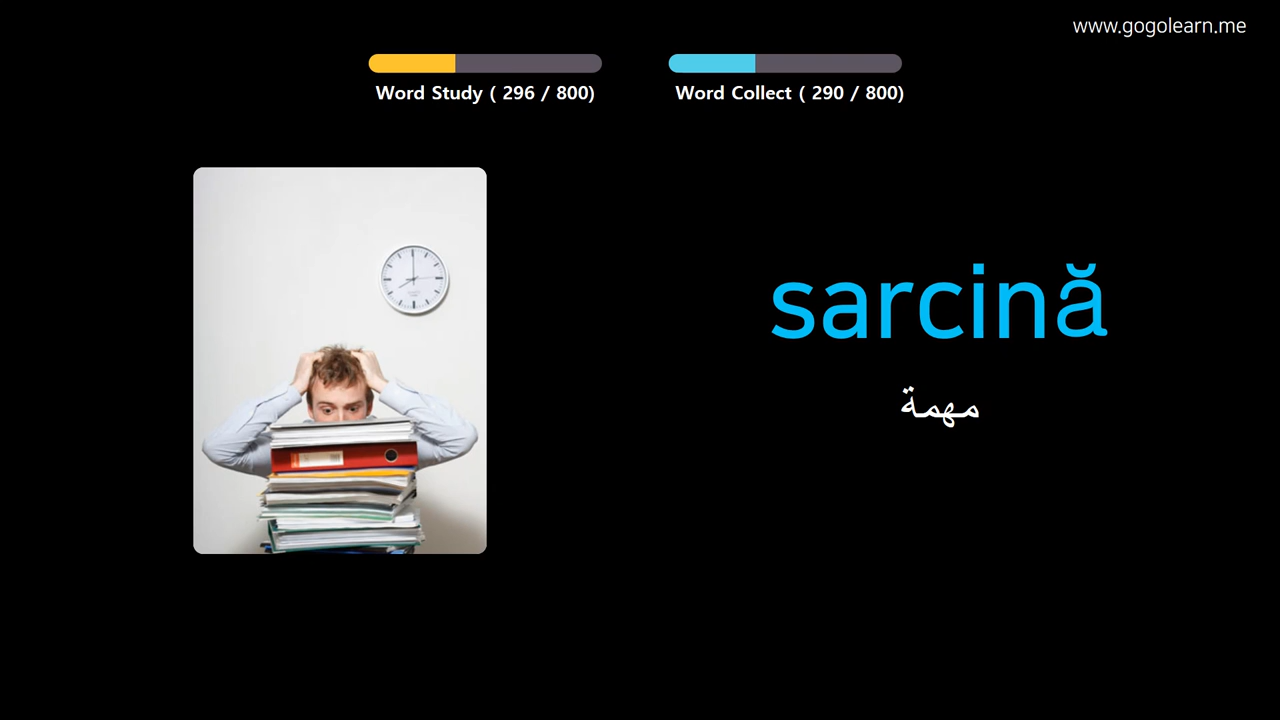 www.gogolearn.me
Word Study ( 296 / 800)
Word Collect ( 290 / 800)
sarcină
مهمة